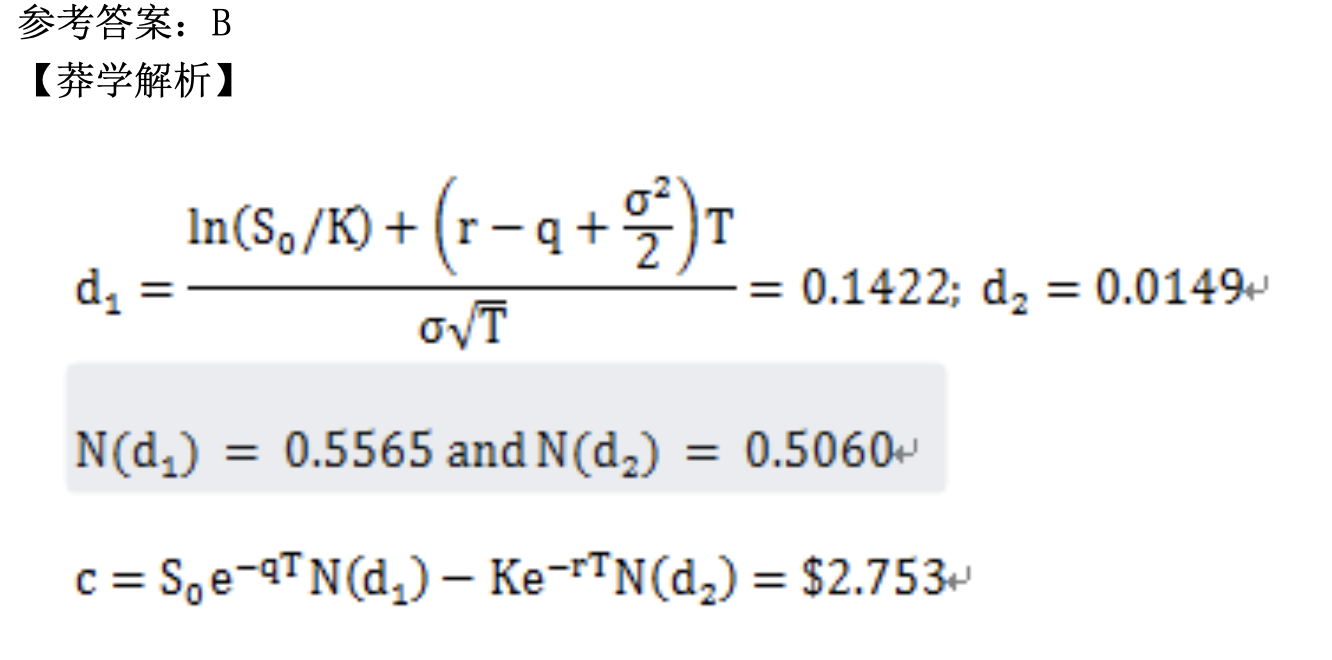 参考答案：B
【莽学解析】
d₁ = (ln(S₀/K) + (r − q + σ²/2)T) / (σ√T) = 0.1422; d₂ = 0.0149↵
N(d₁) = 0.5565 and N(d₂) = 0.5060↵
c = S₀e^(−qT) N(d₁) − Ke^(−rT)N(d₂) = $2.753↵